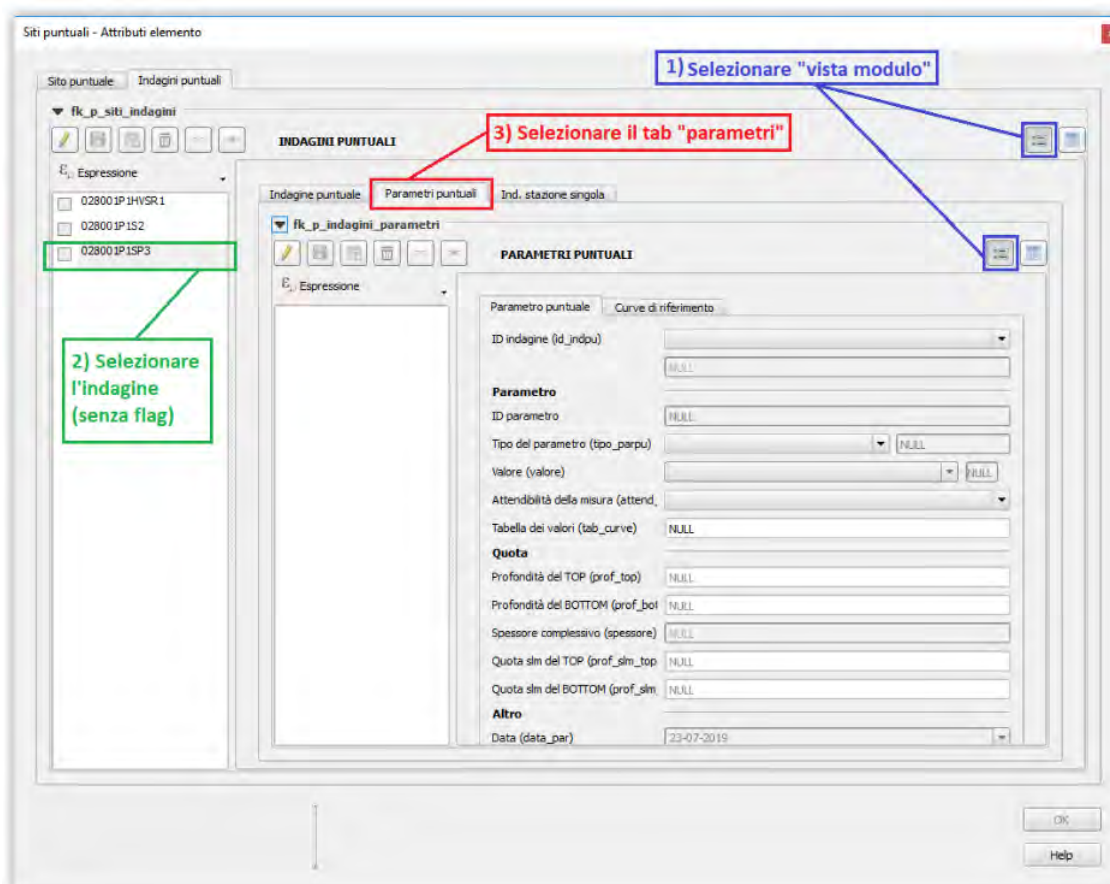 Siti puntuali - Attributi elemento
1) Selezionare "vista modulo"
Sito puntuale
Indagini puntuali
fk_p_siti_indagini
INDAGINI PUNTUALI
3) Selezionare il tab "parametri"
Espressione
028001P1HVSR1
028001P1S2
028001P1SP3
2) Selezionare
l'indagine
(senza flag)
Indagine puntuale
Parametri puntuali
Ind. stazione singola
fk_p_indagini_parametri
PARAMETRI PUNTUALI
Espressione
Parametro puntuale
Curve di riferimento
ID indagine (id_indpu)
NULL
Parametro
ID parametro NULL
Tipo del parametro (tipo_parpu) NULL
Valore (valore) NULL
Attendibilità della misura (attend_
Tabella dei valori (tab_curve) NULL
Quota
Profondità del TOP (prof_top) NULL
Profondità del BOTTOM (prof_bot NULL
Spessore complessivo (spessore) NULL
Quota slm del TOP (prof_slm_top NULL
Quota slm del BOTTOM (prof_slm_ NULL
Altro
Data (data_par) 23-07-2019
OK
Help